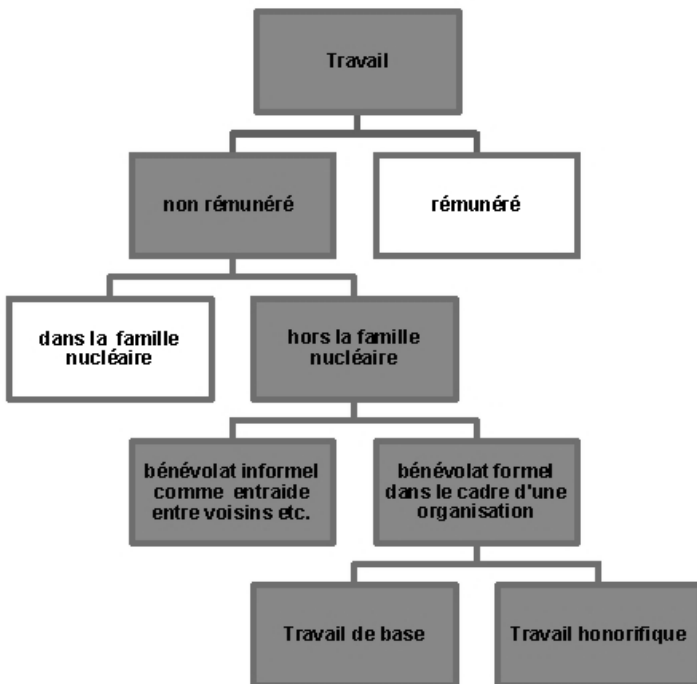 Travail
non rémunéré
rémunéré
dans la famille
nucléaire
hors la famille
nucléaire
bénévolat informel
comme entraide
entre voisins etc.
bénévolat formel
dans le cadre d'une
organisation
Travail de base
Travail honorifique